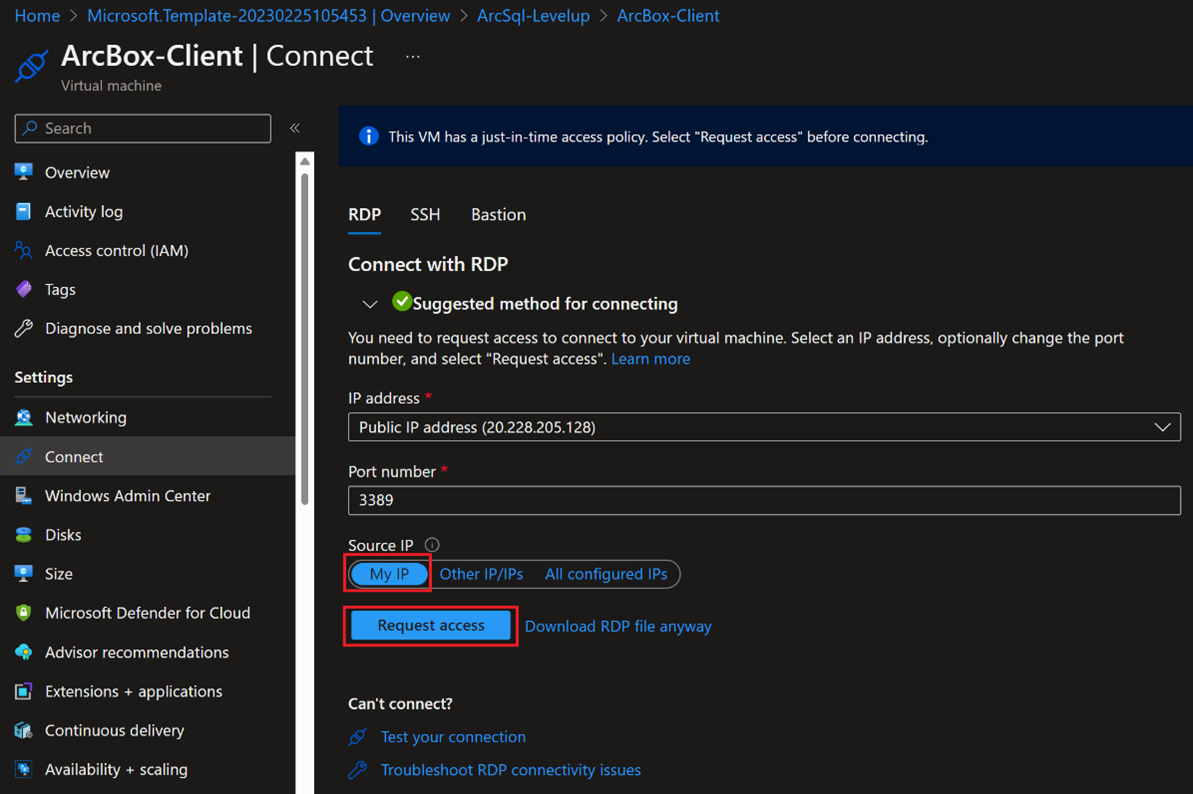 Home > Microsoft.Template-20230225105453 | Overview > ArcSql-Levelup > ArcBox-Client
ArcBox-Client | Connect ...
Virtual machine
Search
«
Overview
Activity log
Access control (IAM)
Tags
Diagnose and solve problems
Settings
Networking
Connect
Windows Admin Center
Disks
Size
Microsoft Defender for Cloud
Advisor recommendations
Extensions + applications
Continuous delivery
Availability + scaling
This VM has a just-in-time access policy. Select "Request access" before connecting.
RDP SSH Bastion
Connect with RDP
Suggested method for connecting
You need to request access to connect to your virtual machine. Select an IP address, optionally change the port
number, and select "Request access". Learn more
IP address *
Public IP address (20.228.205.128)
Port number *
3389
Source IP
My IP Other IP/IPs All configured IPs
Request access Download RDP file anyway
Can't connect?
Test your connection
Troubleshoot RDP connectivity issues